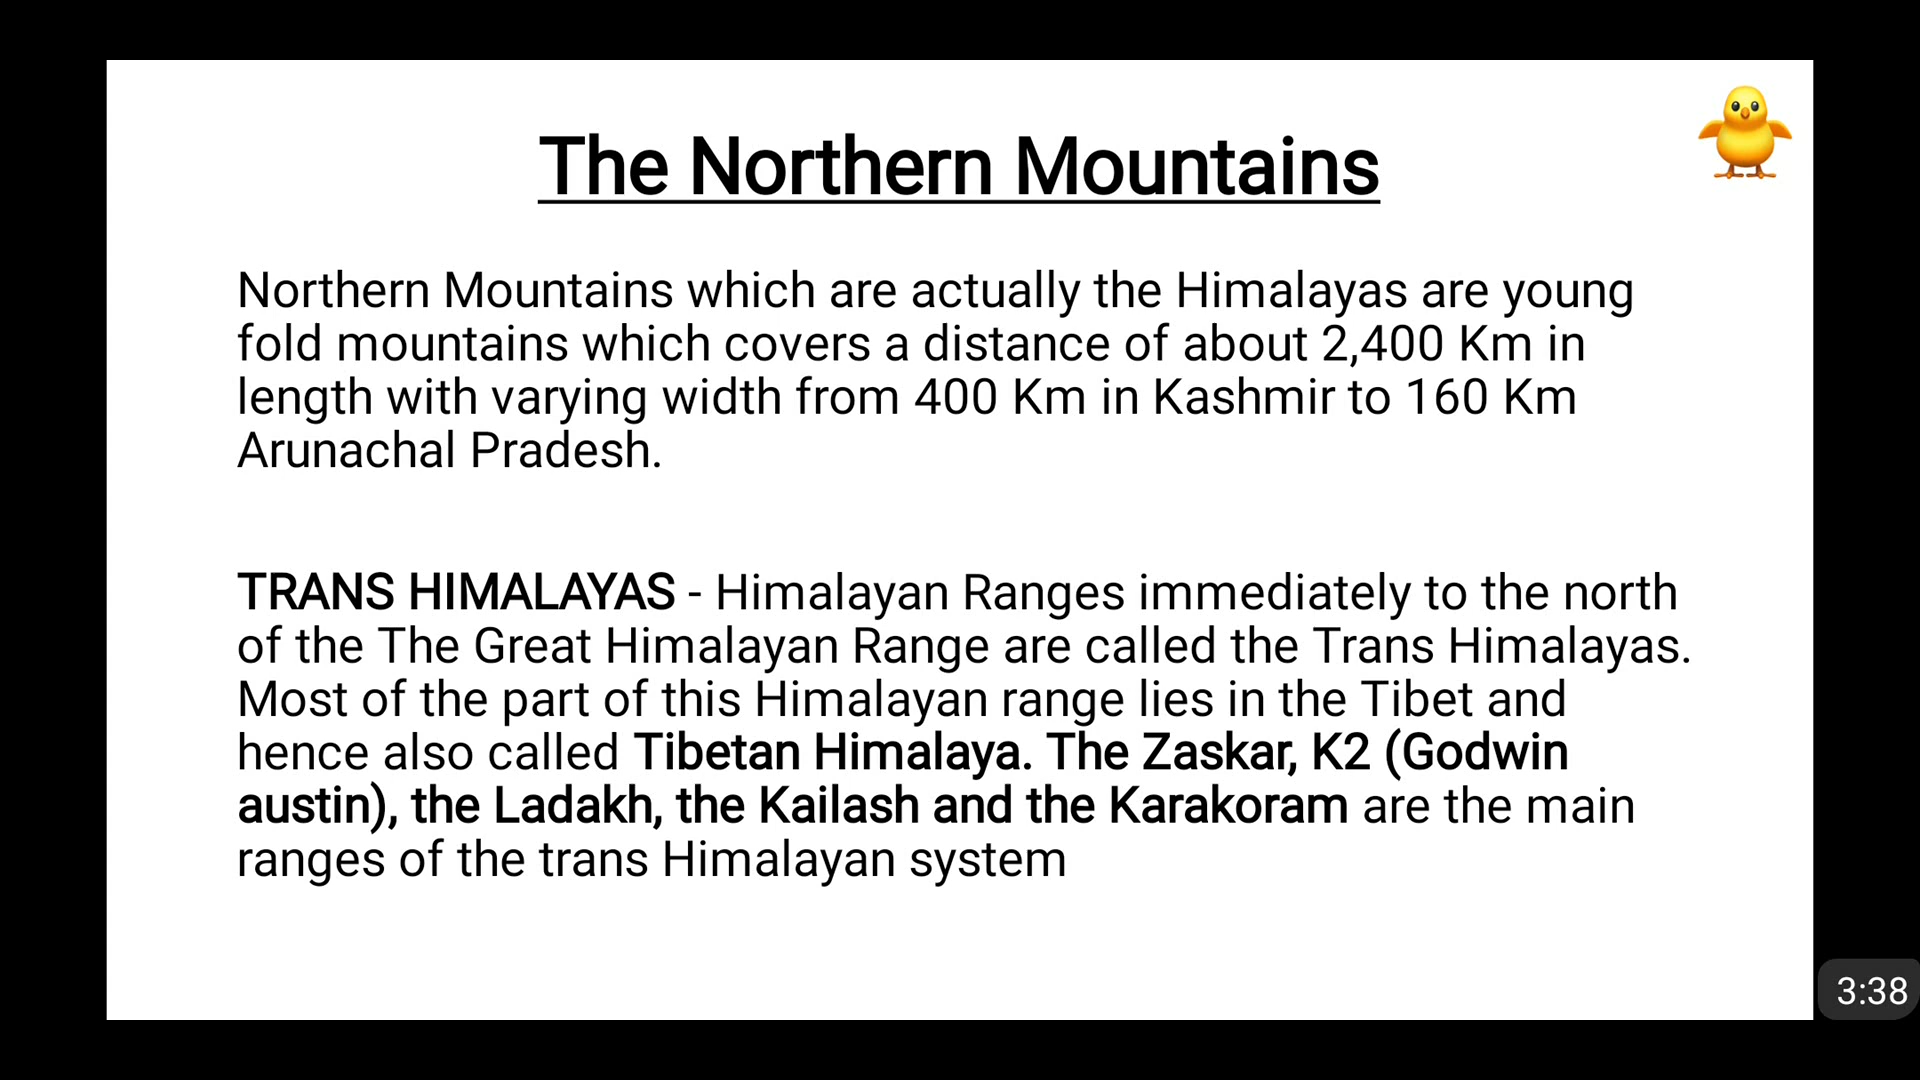 The Northern Mountains
Northern Mountains which are actually the Himalayas are young
fold mountains which covers a distance of about 2,400 Km in
length with varying width from 400 Km in Kashmir to 160 Km
Arunachal Pradesh.
TRANS HIMALAYAS - Himalayan Ranges immediately to the north
of the The Great Himalayan Range are called the Trans Himalayas.
Most of the part of this Himalayan range lies in the Tibet and
hence also called Tibetan Himalaya. The Zaskar, K2 (Godwin
austin), the Ladakh, the Kailash and the Karakoram are the main
ranges of the trans Himalayan system
3:38